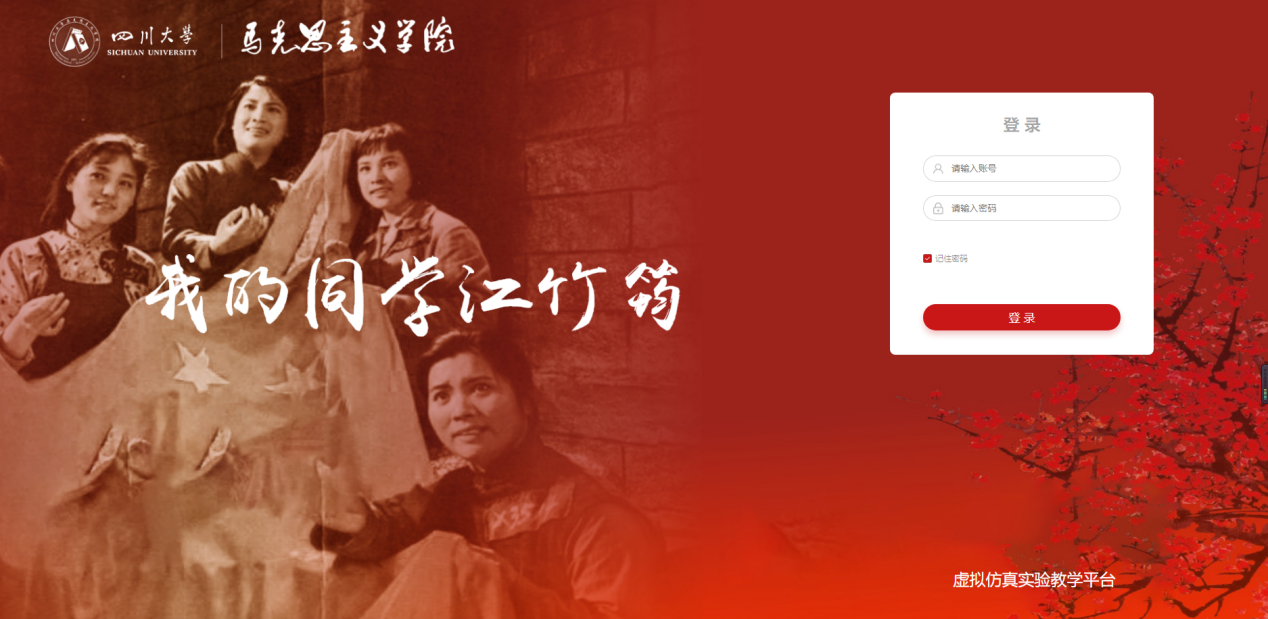 四川大學
SICHUAN UNIVERSITY
马克思主义学院
我的同学江竹筠
登 录
请输入账号
请输入密码
记住密码
登 录
虚拟仿真实验教学平台